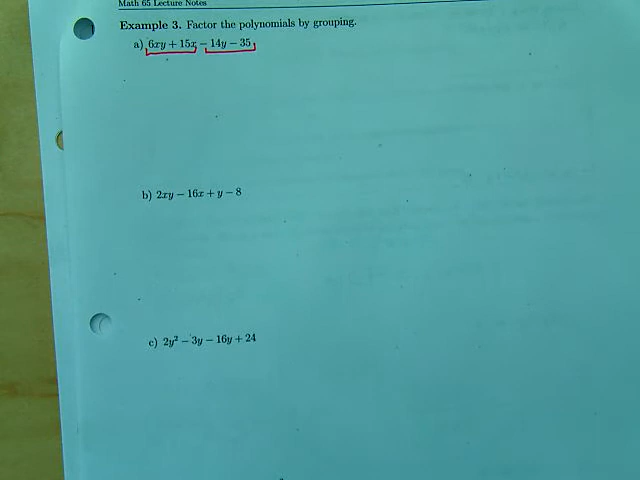 Math 65 Lecture Notes
Example 3. Factor the polynomials by grouping.
a) 6xy + 15x − 14y − 35
b) 2xy − 16x + y − 8
c) 2y² − 3y − 16y + 24